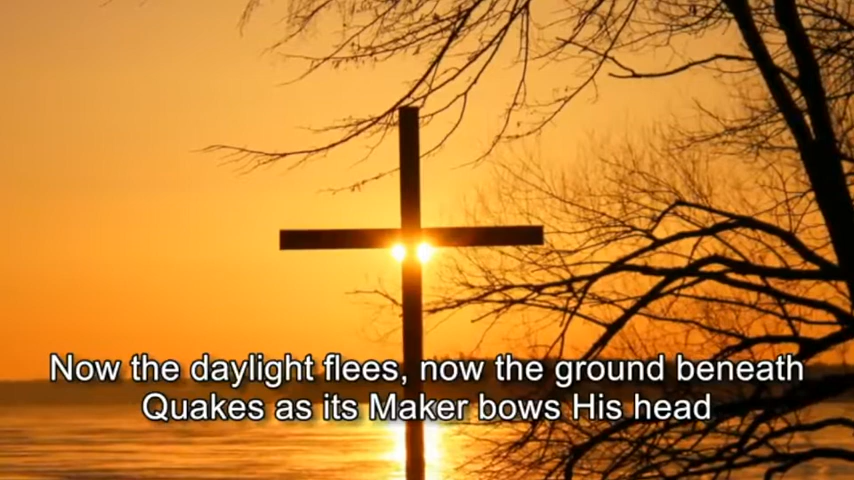 Now the daylight flees, now the ground beneath
Quakes as its Maker bows His head